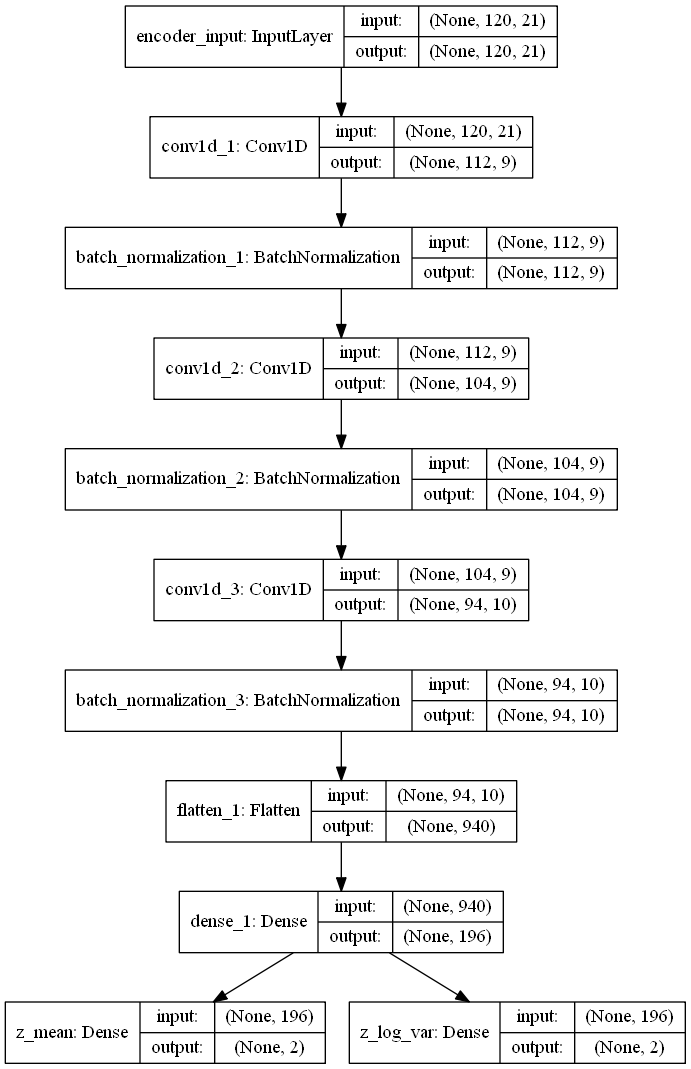 encoder_input: InputLayer
input: (None, 120, 21)
output: (None, 120, 21)
conv1d_1: Conv1D
input: (None, 120, 21)
output: (None, 112, 9)
batch_normalization_1: BatchNormalization
input: (None, 112, 9)
output: (None, 112, 9)
conv1d_2: Conv1D
input: (None, 112, 9)
output: (None, 104, 9)
batch_normalization_2: BatchNormalization
input: (None, 104, 9)
output: (None, 104, 9)
conv1d_3: Conv1D
input: (None, 104, 9)
output: (None, 94, 10)
batch_normalization_3: BatchNormalization
input: (None, 94, 10)
output: (None, 94, 10)
flatten_1: Flatten
input: (None, 94, 10)
output: (None, 940)
dense_1: Dense
input: (None, 940)
output: (None, 196)
z_mean: Dense
input: (None, 196)
output: (None, 2)
z_log_var: Dense
input: (None, 196)
output: (None, 2)